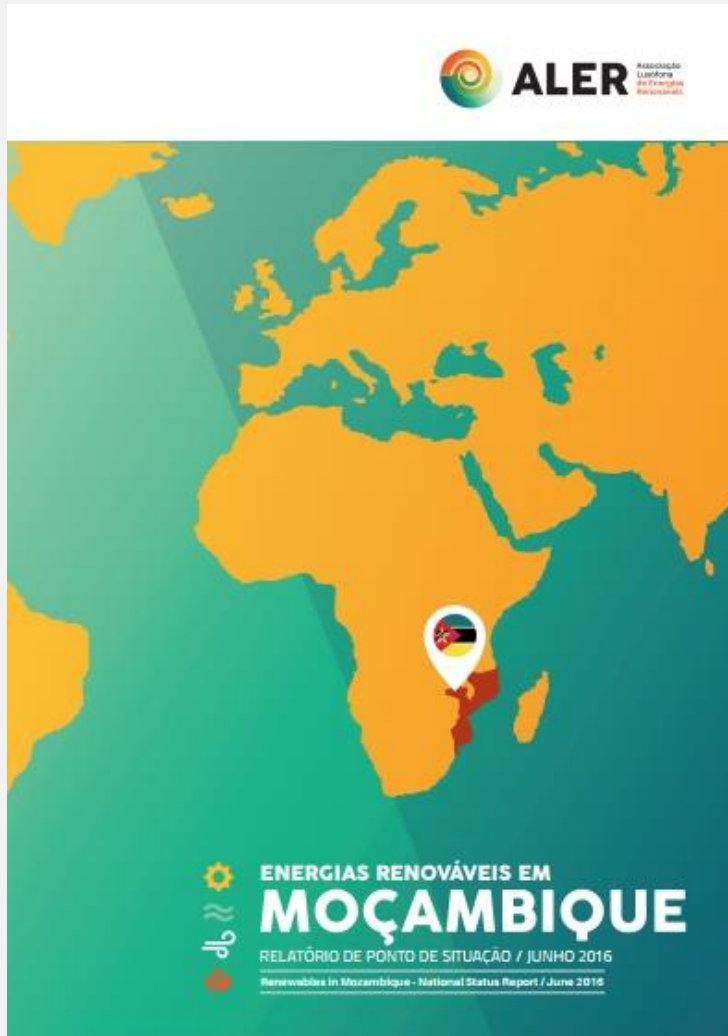 ALER
Associação
Lusófona
de Energias
Renováveis
ENERGIAS RENOVÁVEIS EM
MOÇAMBIQUE
RELATÓRIO DE PONTO DE SITUAÇÃO / JUNHO 2016
Renewables in Mozambique - National Status Report / June 2016